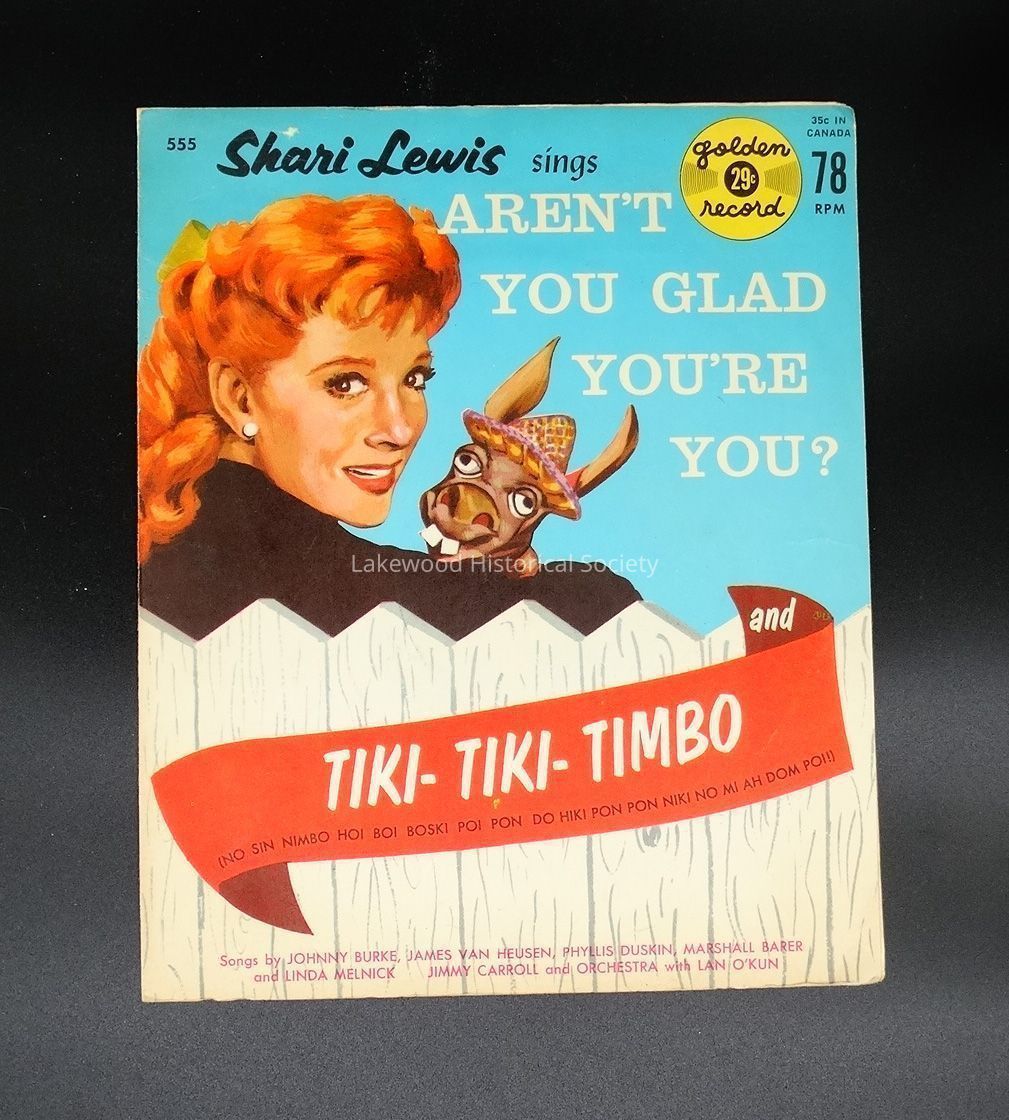 555
Shari Lewis sings
golden
29c
record
35c IN
CANADA
78
RPM
AREN'T
YOU GLAD
YOU'RE
YOU?
Lakewood Historical Society
and
TIKI- TIKI- TIMBO
(NO SIN NIMBO HOI BOI BOSKI POI PON DO HIKI PON PON NIKI NO MI AH DOM POI!)
Songs by JOHNNY BURKE, JAMES VAN HEUSEN, PHYLLIS DUSKIN, MARSHALL BARER
and LINDA MELNICK JIMMY CARROLL and ORCHESTRA with LAN O'KUN